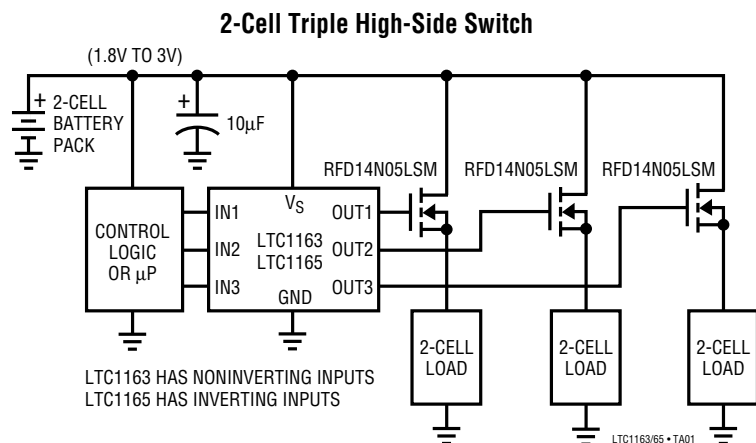 2-Cell Triple High-Side Switch
(1.8V TO 3V)
+
2-CELL
BATTERY
PACK
+
10µF
RFD14N05LSM
RFD14N05LSM
RFD14N05LSM
CONTROL
LOGIC
OR µP
IN1
IN2
IN3
VS
LTC1163
LTC1165
GND
OUT1
OUT2
OUT3
2-CELL
LOAD
2-CELL
LOAD
2-CELL
LOAD
LTC1163 HAS NONINVERTING INPUTS
LTC1165 HAS INVERTING INPUTS
LTC1163/65 • TA01